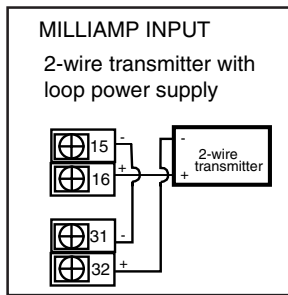 MILLIAMP INPUT
2-wire transmitter with
loop power supply
15 -
16 +
-
2-wire
transmitter
+
31 -
32 +